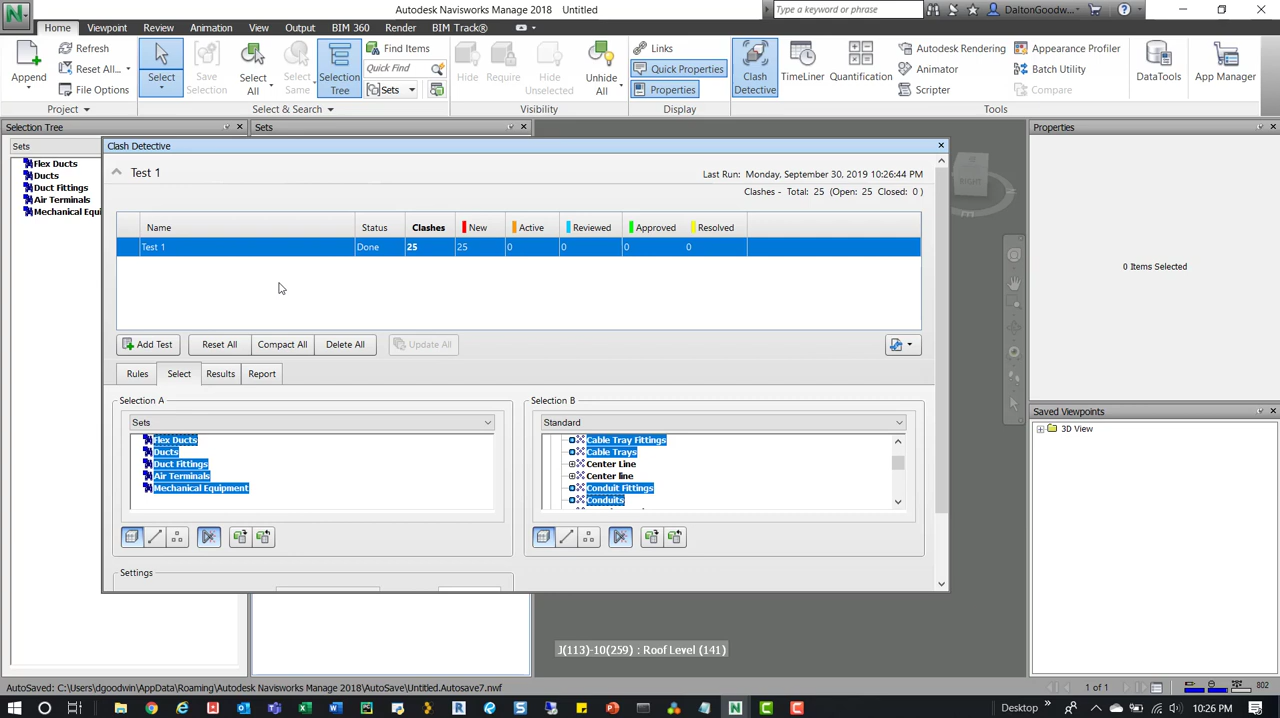 Autodesk Navisworks Manage 2018 Untitled
Type a keyword or phrase
DaltonGoodw...
Home Viewpoint Review Animation View Output BIM 360 Render BIM Track®
Append
Refresh
Reset All...
File Options
Project
Select
Save Selection
Select All
Select Same
Selection Tree
Find Items
Quick Find
Sets
Select & Search
Hide
Require
Hide Unselected
Unhide All
Visibility
Links
Quick Properties
Properties
Display
Clash Detective
TimeLiner
Quantification
Autodesk Rendering
Animator
Scripter
Appearance Profiler
Batch Utility
Compare
Tools
DataTools
App Manager
Selection Tree
Sets
Properties
Sets
Flex Ducts
Ducts
Duct Fittings
Air Terminals
Mechanical Equi
Clash Detective
Test 1
Last Run: Monday, September 30, 2019 10:26:44 PM
Clashes - Total: 25 (Open: 25 Closed: 0 )
Name Status Clashes New Active Reviewed Approved Resolved
Test 1 Done 25 25 0 0 0 0
Add Test Reset All Compact All Delete All Update All
Rules Select Results Report
Selection A
Sets
Flex Ducts
Ducts
Duct Fittings
Air Terminals
Mechanical Equipment
Selection B
Standard
Cable Tray Fittings
Cable Trays
Center Line
Center line
Conduit Fittings
Conduits
Settings
RIGHT
0 Items Selected
Saved Viewpoints
3D View
J(113)-10(259) : Roof Level (141)
AutoSaved: C:\Users\dgoodwin\AppData\Roaming\Autodesk Navisworks Manage 2018\AutoSave\Untitled.Autosave7.nwf
1 of 1
802
Desktop
10:26 PM